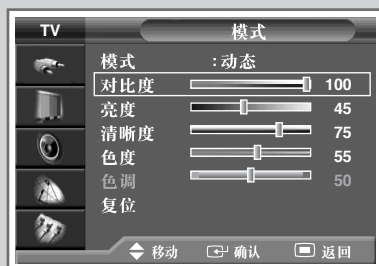 TV 模式
模式 :动态
对比度 100
亮度 45
清晰度 75
色度 55
色调 50
复位
移动 确认 返回